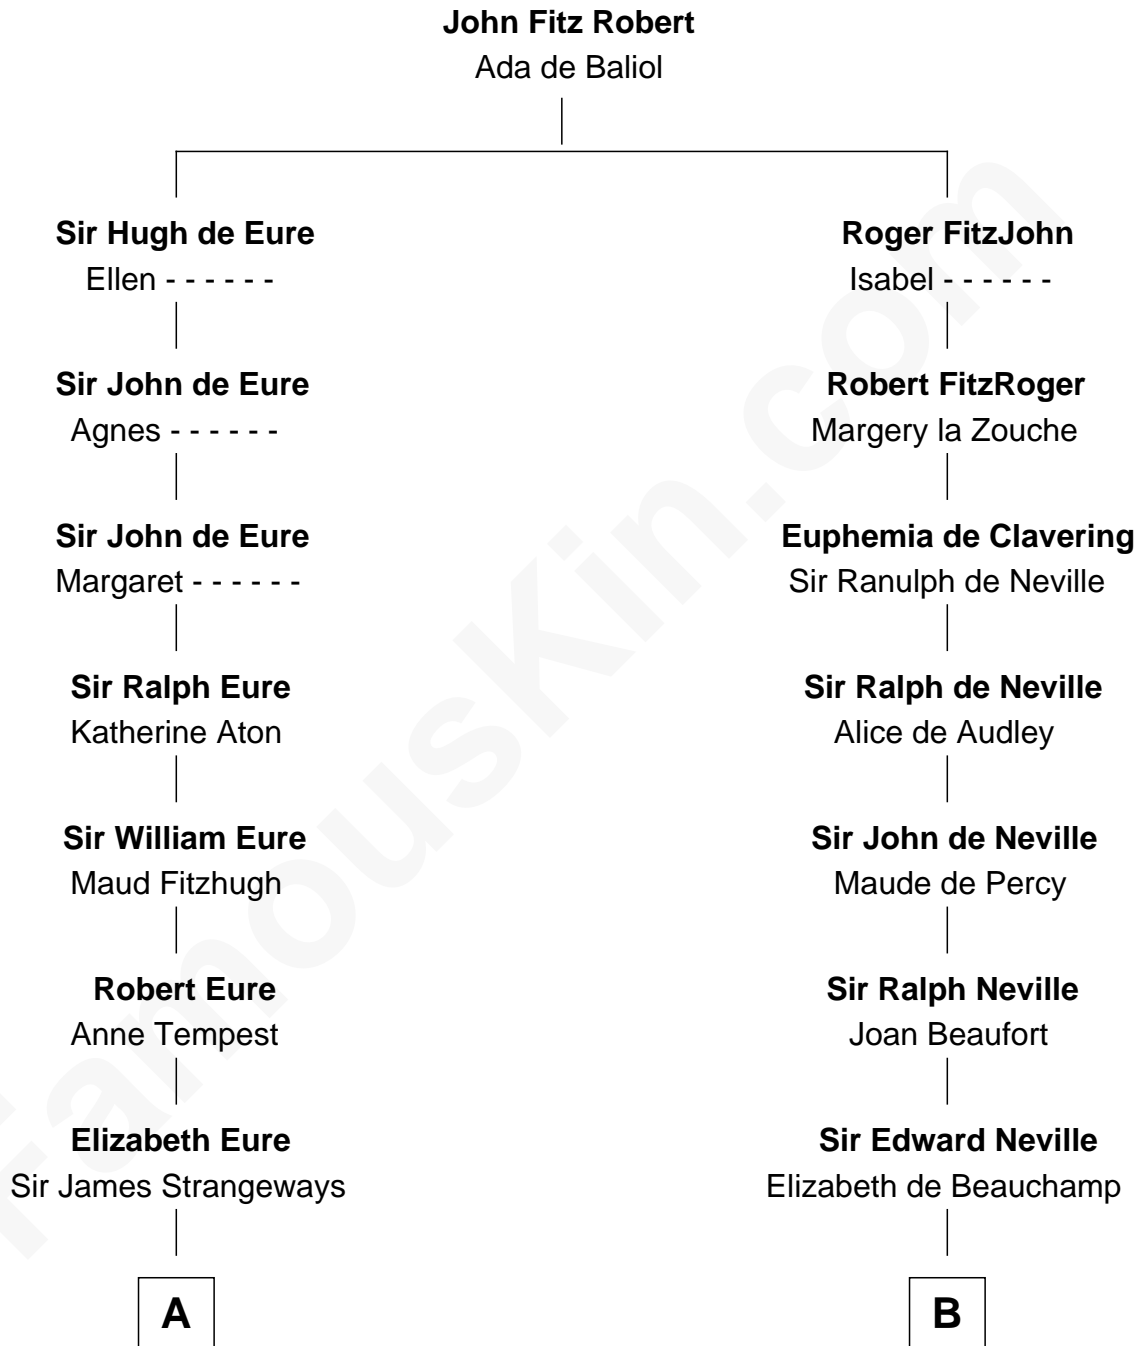 John Fitz Robert
Ada de Baliol
Sir Hugh de Eure
Ellen - - - - - -
Roger FitzJohn
Isabel - - - - - -
Sir John de Eure
Agnes - - - - - -
Robert FitzRoger
Margery la Zouche
Sir John de Eure
Margaret - - - - - -
Euphemia de Clavering
Sir Ranulph de Neville
Sir Ralph Eure
Katherine Aton
Sir Ralph de Neville
Alice de Audley
Sir William Eure
Maud Fitzhugh
Sir John de Neville
Maude de Percy
Robert Eure
Anne Tempest
Sir Ralph Neville
Joan Beaufort
Elizabeth Eure
Sir James Strangeways
Sir Edward Neville
Elizabeth de Beauchamp
A
B
FamousKin.com